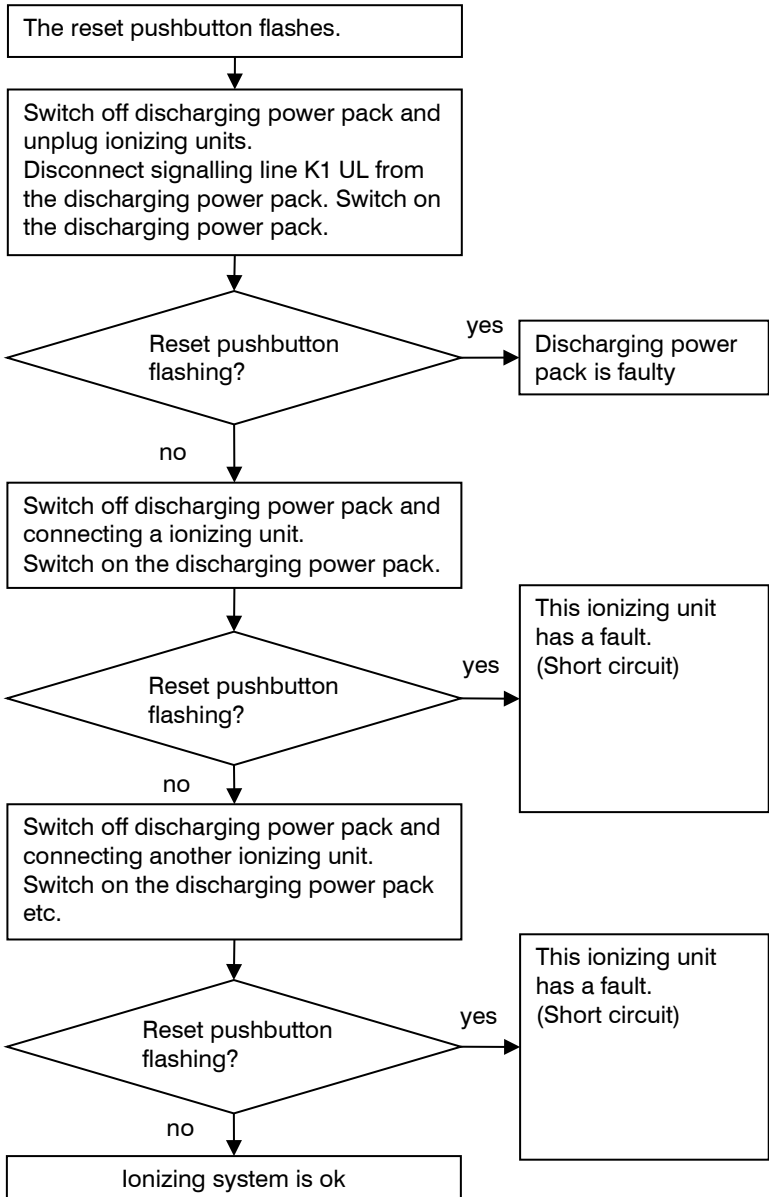 The reset pushbutton flashes.
Switch off discharging power pack and
unplug ionizing units.
Disconnect signalling line K1 UL from
the discharging power pack. Switch on
the discharging power pack.
Reset pushbutton
flashing?
yes
Discharging power
pack is faulty
no
Switch off discharging power pack and
connecting a ionizing unit.
Switch on the discharging power pack.
Reset pushbutton
flashing?
yes
This ionizing unit
has a fault.
(Short circuit)
no
Switch off discharging power pack and
connecting another ionizing unit.
Switch on the discharging power pack
etc.
Reset pushbutton
flashing?
yes
This ionizing unit
has a fault.
(Short circuit)
no
Ionizing system is ok